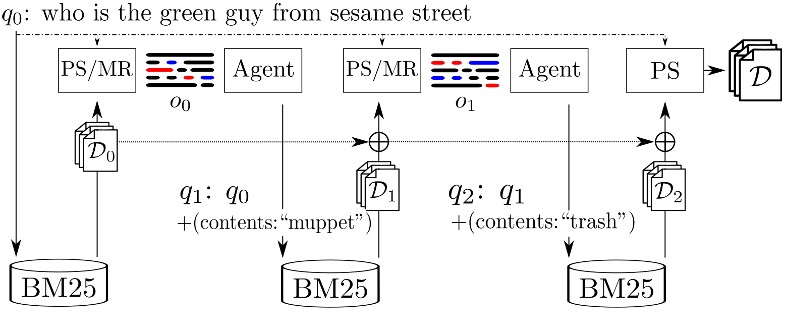 q₀: who is the green guy from sesame street
PS/MR
Agent
PS/MR
Agent
PS
𝒟
o₀
o₁
𝒟₀
𝒟₁
𝒟₂
q₁: q₀
+(contents:“muppet”)
q₂: q₁
+(contents:“trash”)
BM25
BM25
BM25